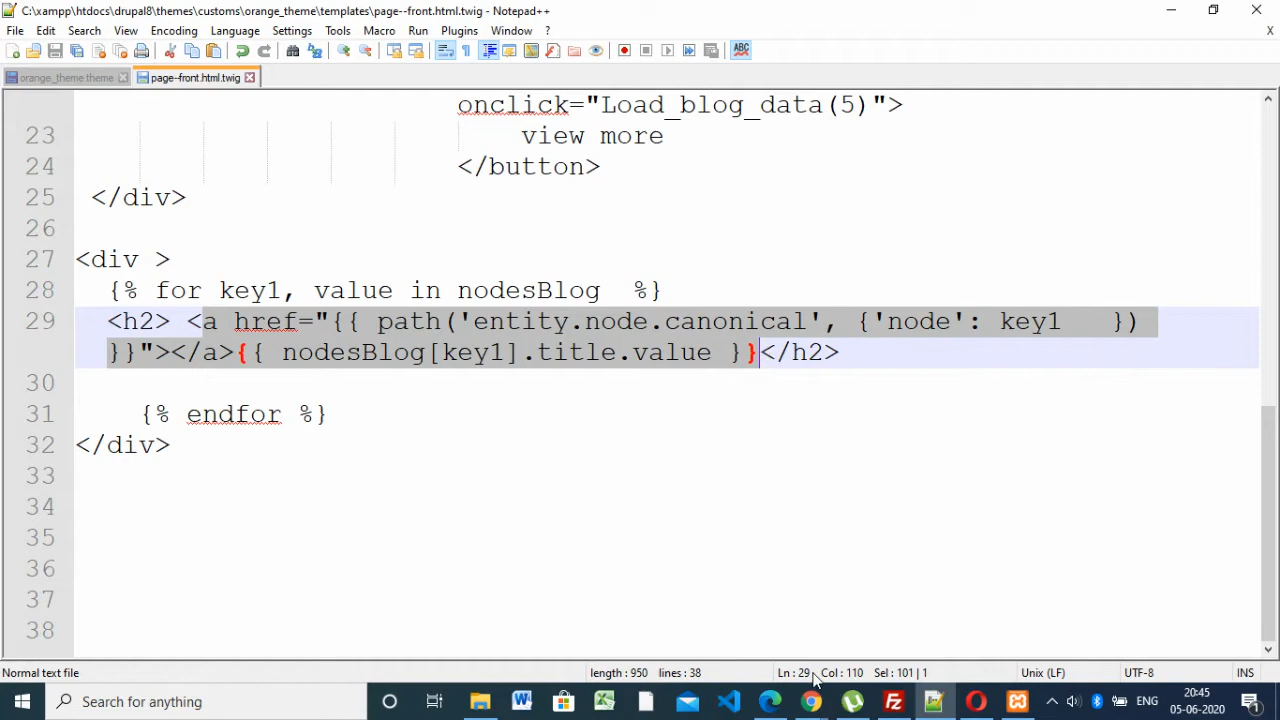 C:\xampp\htdocs\drupal8\themes\customs\orange_theme\templates\page--front.html.twig - Notepad++
File Edit Search View Encoding Language Settings Tools Macro Run Plugins Window ? X
ABC
orange_theme.theme page--front.html.twig
onclick="Load_blog_data(5)">
23 view more
24 </button>
25 </div>
26
27 <div >
28 {% for key1, value in nodesBlog %}
29 <h2> <a href="{{ path('entity.node.canonical', {'node': key1 })
}}"></a>{{ nodesBlog[key1].title.value }}</h2>
30
31 {% endfor %}
32 </div>
33
34
35
36
37
38
Normal text file length : 950 lines : 38 Ln : 29 Col : 110 Sel : 101 | 1 Unix (LF) UTF-8 INS
Search for anything ENG 20:45
05-06-2020 1